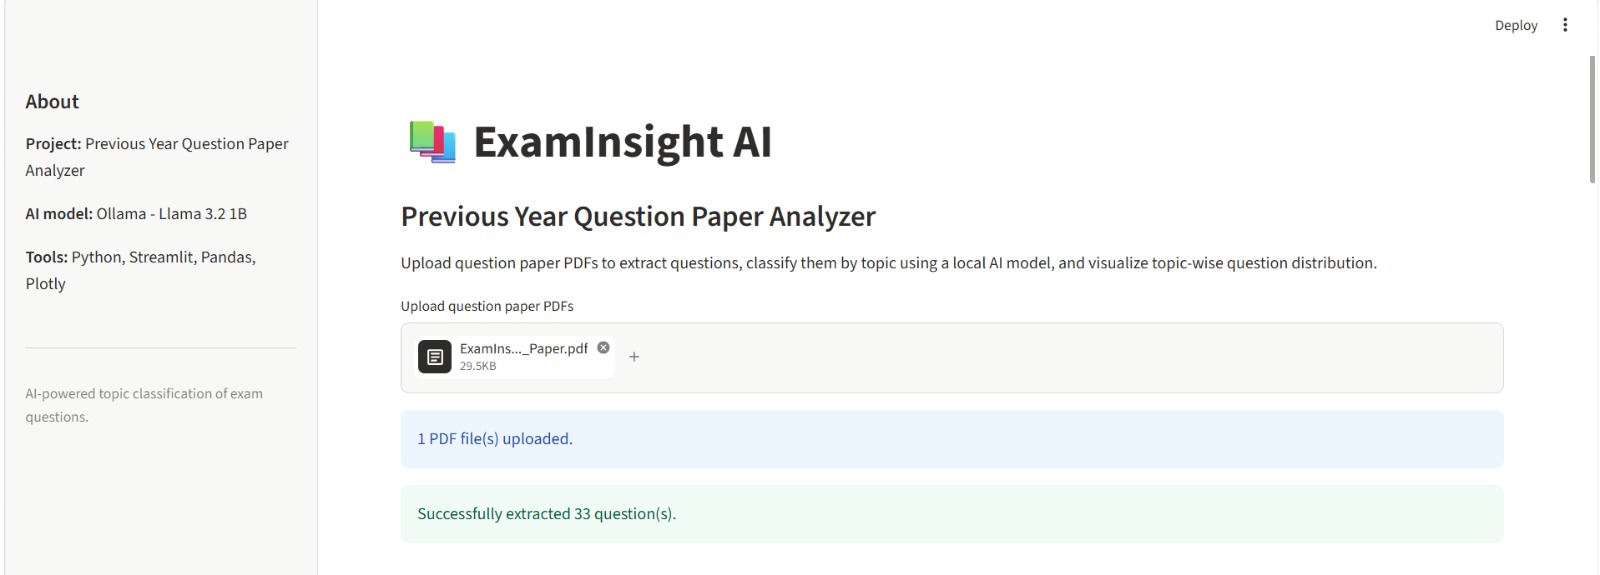 Deploy
About
Project: Previous Year Question Paper
Analyzer
AI model: Ollama - Llama 3.2 1B
Tools: Python, Streamlit, Pandas,
Plotly
AI-powered topic classification of exam
questions.
ExamInsight AI
Previous Year Question Paper Analyzer
Upload question paper PDFs to extract questions, classify them by topic using a local AI model, and visualize topic-wise question distribution.
Upload question paper PDFs
ExamIns..._Paper.pdf
29.5KB
1 PDF file(s) uploaded.
Successfully extracted 33 question(s).